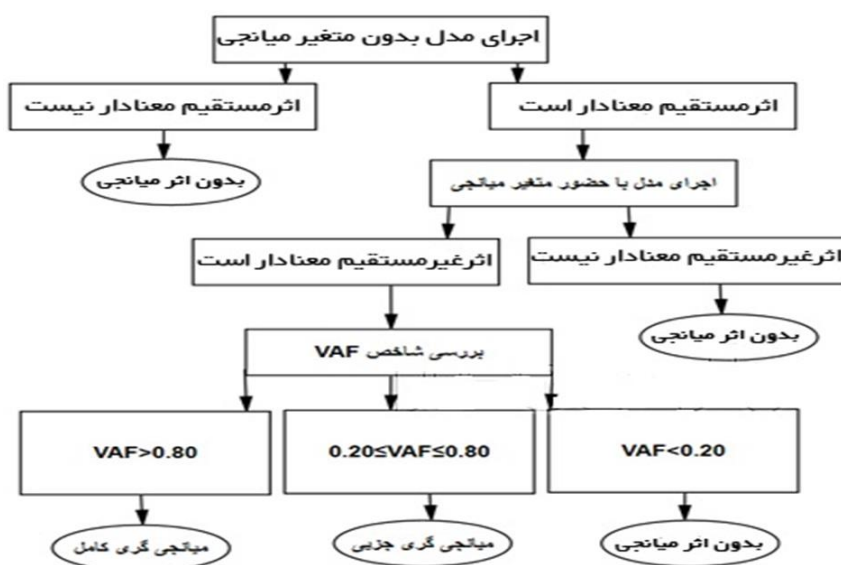 اجرای مدل بدون متغیر میانجی
اثرمستقیم معنادار است
اثرمستقیم معنادار نیست
بدون اثر میانجی
اجرای مدل با حضور متغیر میانجی
اثرغیرمستقیم معنادار نیست
اثرغیرمستقیم معنادار است
بدون اثر میانجی
بررسی شاخص VAF
VAF<0.20
0.20≤VAF≤0.80
VAF>0.80
بدون اثر میانجی
میانجی گری جزیی
میانجی گری کامل